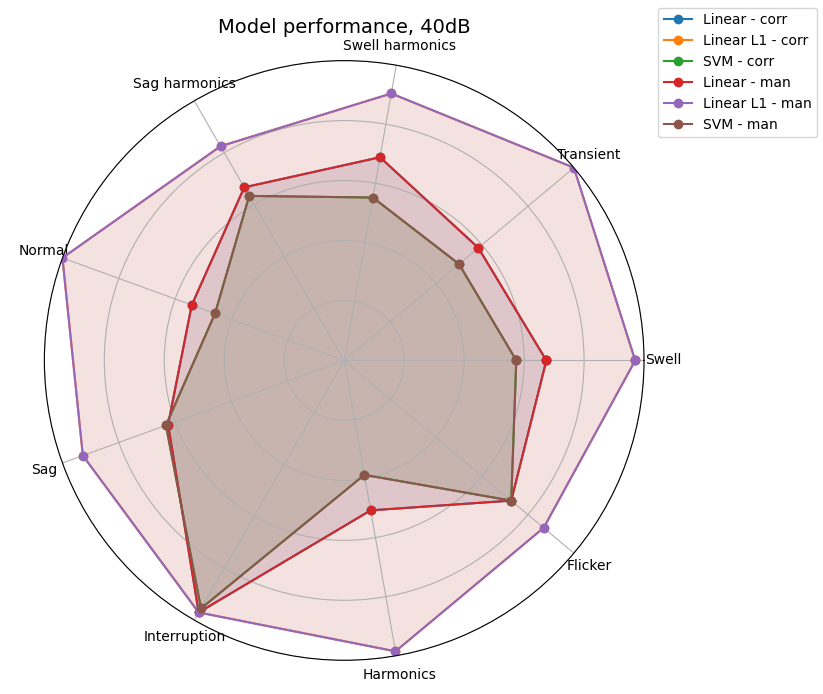 Model performance, 40dB
Swell harmonics
Sag harmonics
Transient
Normal
Swell
Sag
Flicker
Interruption
Harmonics
Linear - corr
Linear L1 - corr
SVM - corr
Linear - man
Linear L1 - man
SVM - man